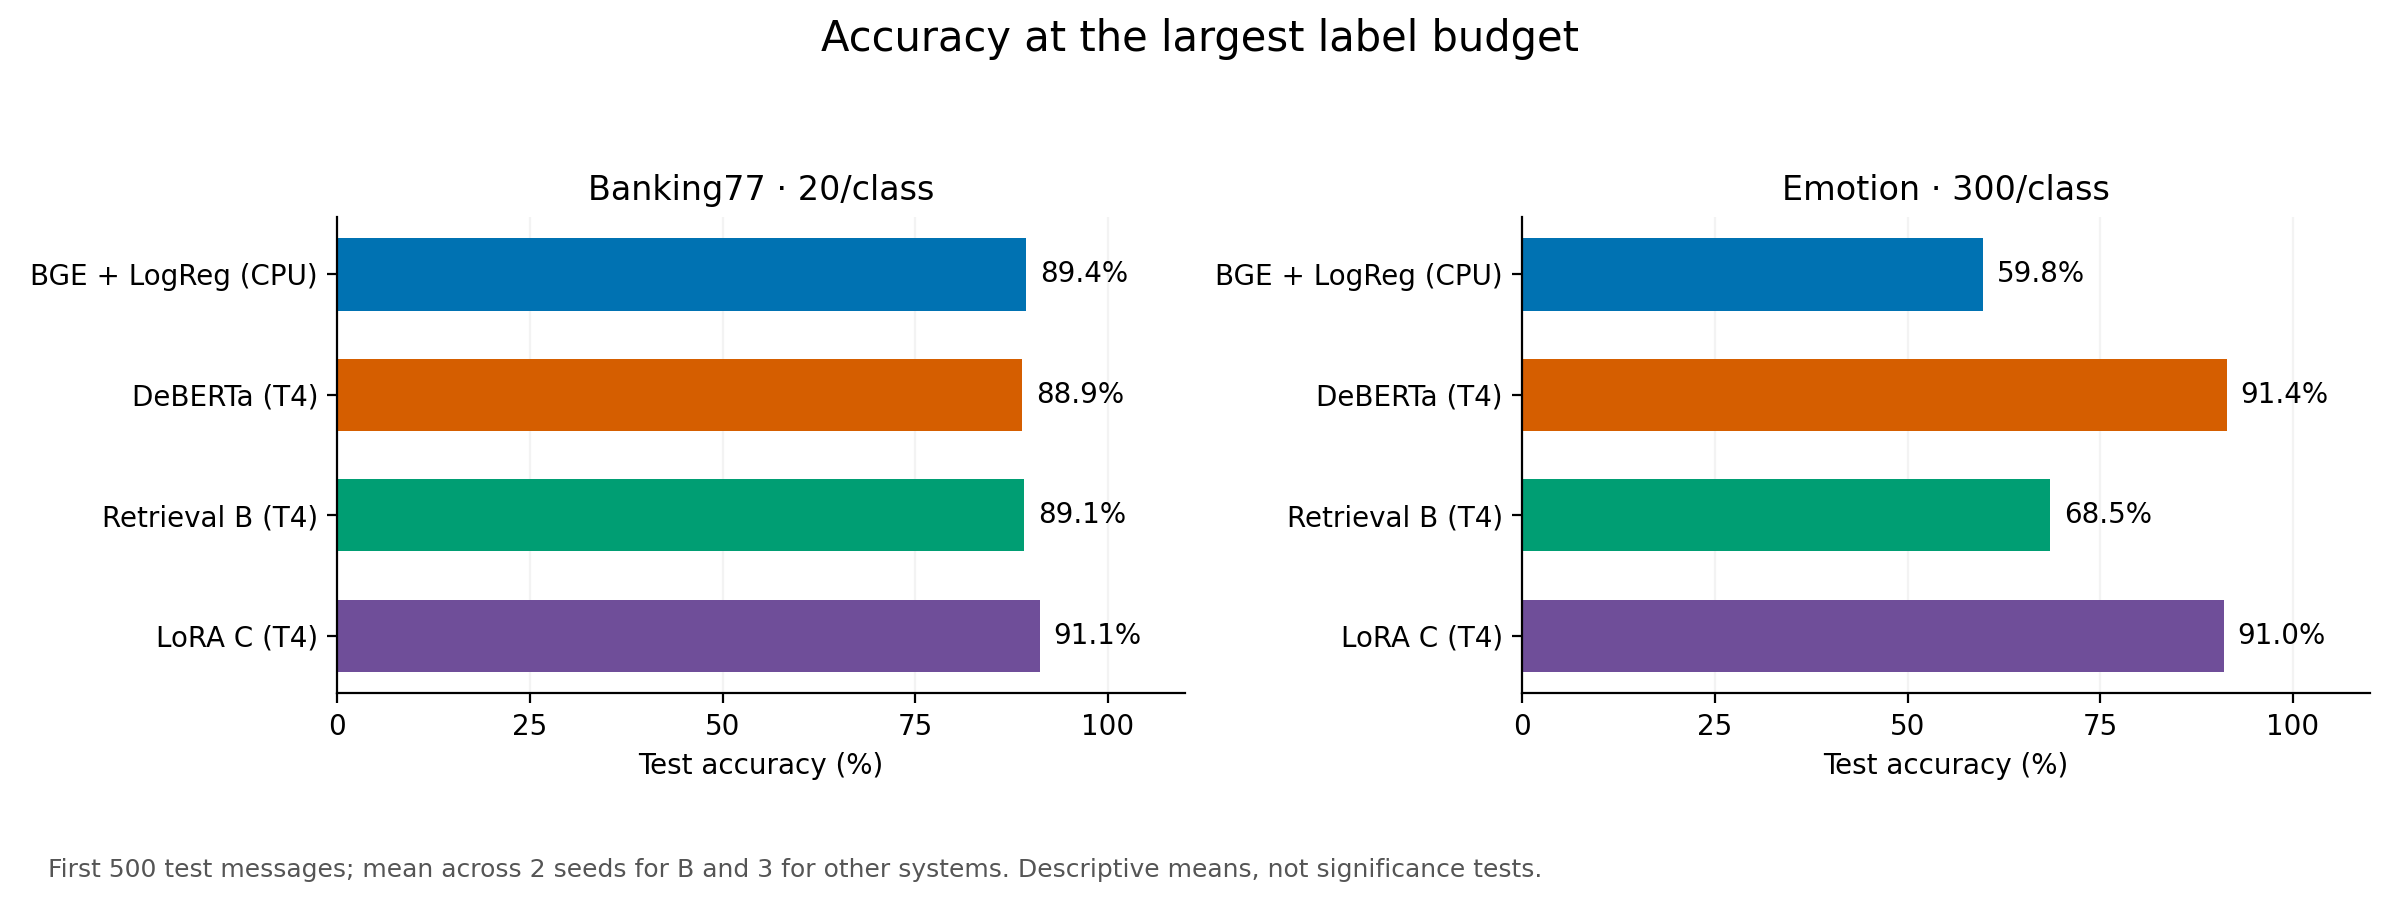 Accuracy at the largest label budget
Banking77 · 20/class
BGE + LogReg (CPU)
89.4%
DeBERTa (T4)
88.9%
Retrieval B (T4)
89.1%
LoRA C (T4)
91.1%
0 25 50 75 100
Test accuracy (%)
Emotion · 300/class
BGE + LogReg (CPU)
59.8%
DeBERTa (T4)
91.4%
Retrieval B (T4)
68.5%
LoRA C (T4)
91.0%
0 25 50 75 100
Test accuracy (%)
First 500 test messages; mean across 2 seeds for B and 3 for other systems. Descriptive means, not significance tests.